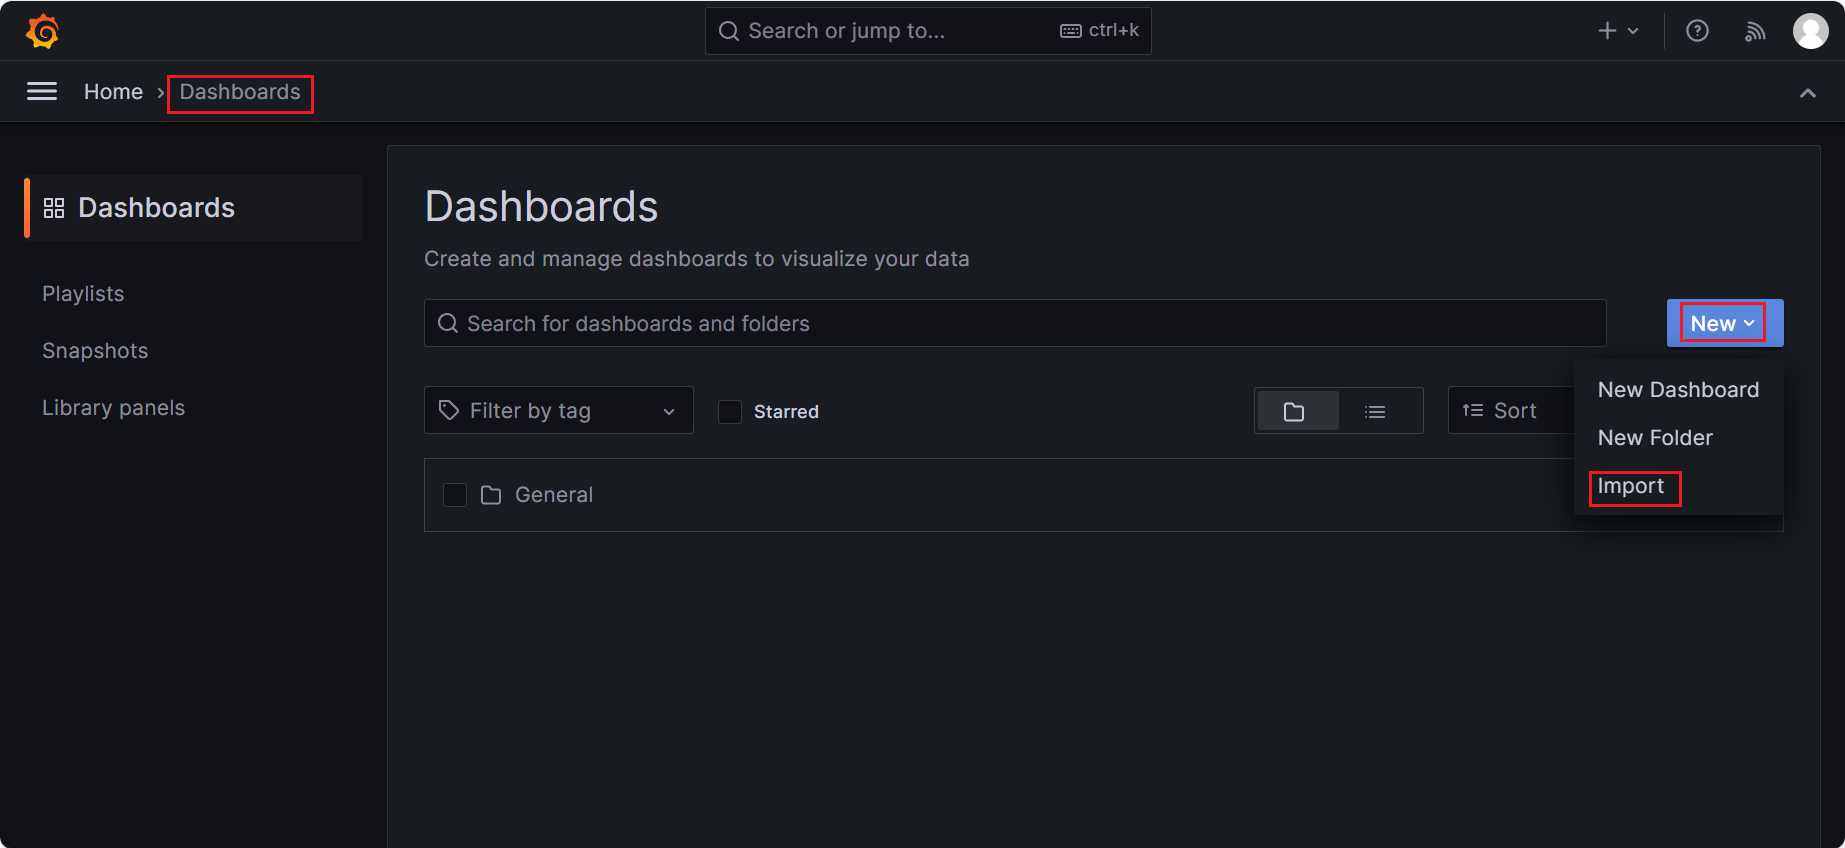 Search or jump to...
ctrl+k
Home
Dashboards
Dashboards
Playlists
Snapshots
Library panels
Dashboards
Create and manage dashboards to visualize your data
Search for dashboards and folders
New
New Dashboard
New Folder
Import
Filter by tag
Starred
Sort
General